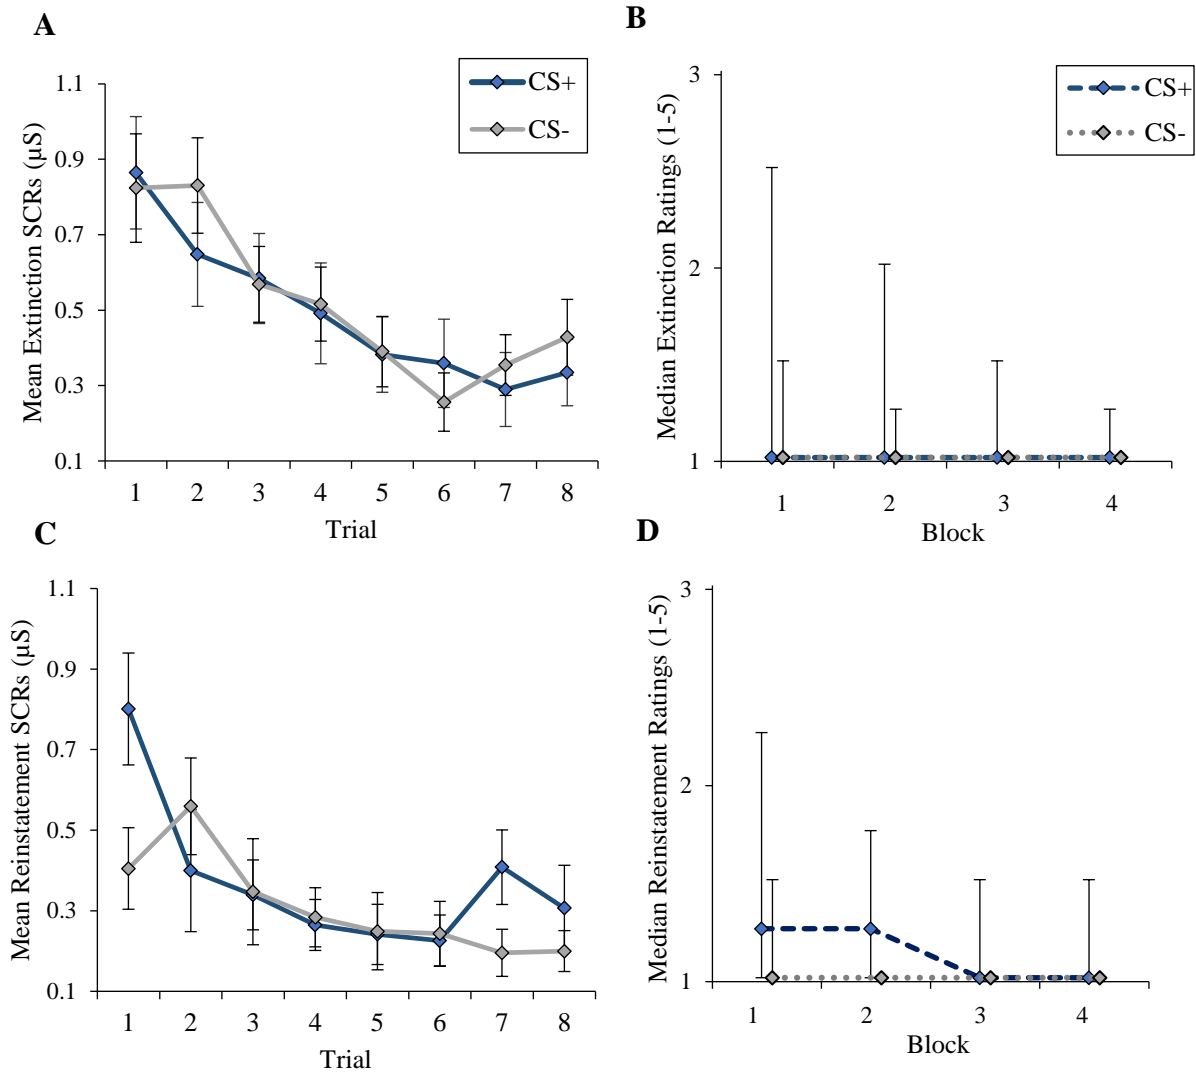 A
CS+
CS-
Mean Extinction SCRs (µS)
1.1
0.9
0.7
0.5
0.3
0.1
1 2 3 4 5 6 7 8
Trial
B
CS+
CS-
Median Extinction Ratings (1-5)
3
2
1
1 2 3 4
Block
C
Mean Reinstatement SCRs (µS)
1.1
0.9
0.7
0.5
0.3
0.1
1 2 3 4 5 6 7 8
Trial
D
Median Reinstatement Ratings (1-5)
3
2
1
1 2 3 4
Block